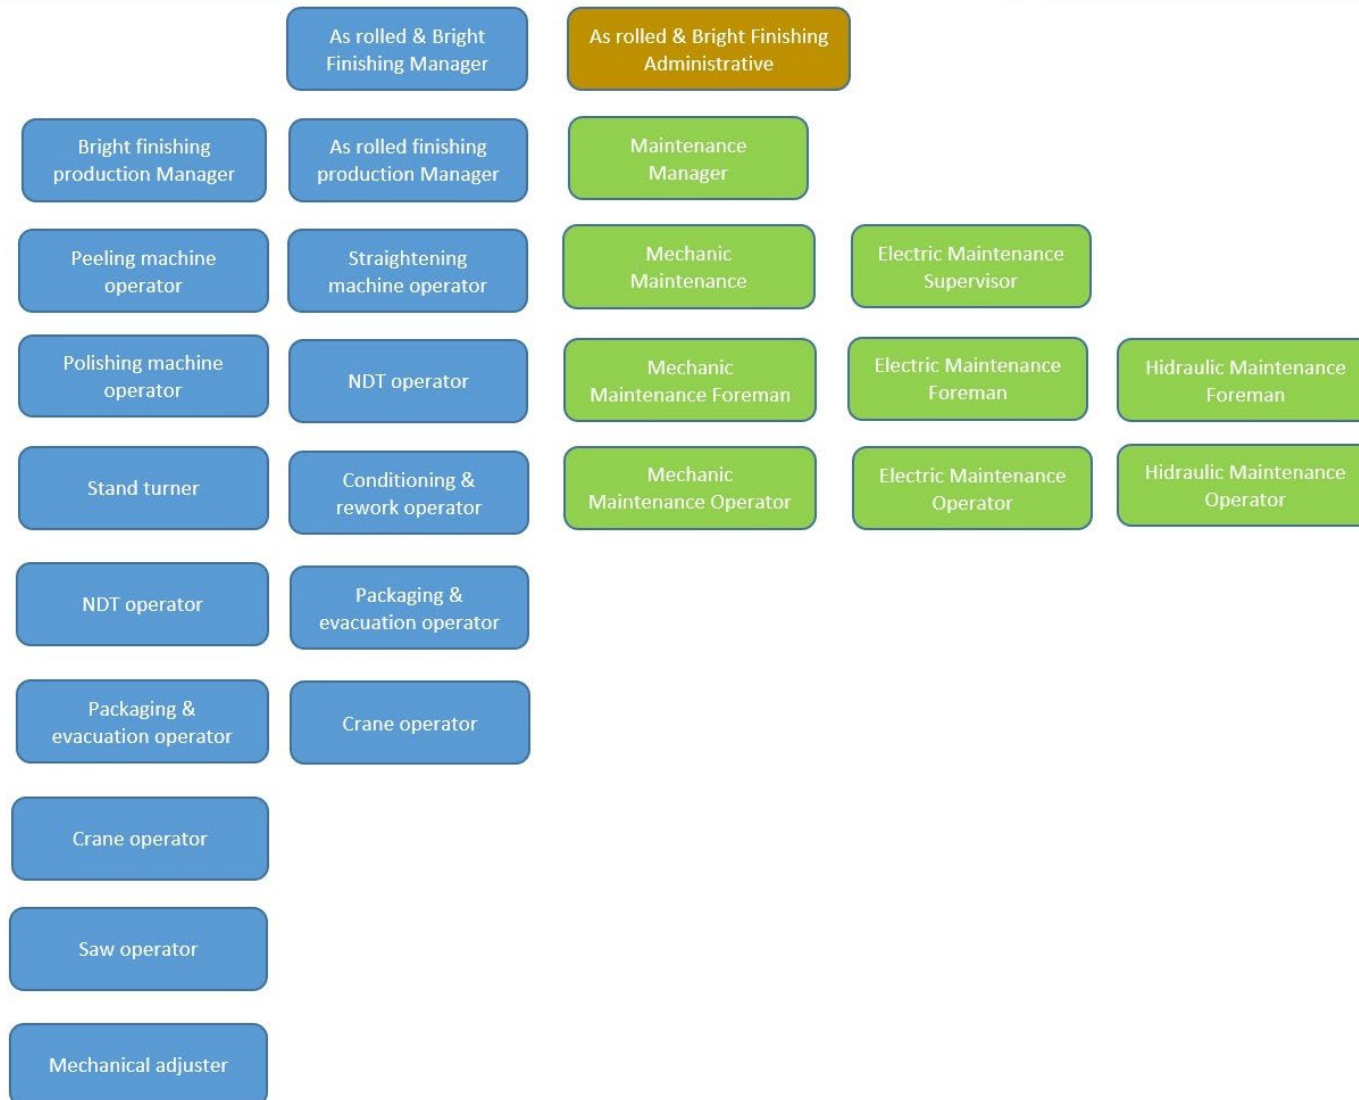 As rolled & Bright
Finishing Manager
As rolled & Bright Finishing
Administrative
Bright finishing
production Manager
As rolled finishing
production Manager
Maintenance
Manager
Peeling machine
operator
Straightening
machine operator
Mechanic
Maintenance
Electric Maintenance
Supervisor
Polishing machine
operator
NDT operator
Mechanic
Maintenance Foreman
Electric Maintenance
Foreman
Hidraulic Maintenance
Foreman
Stand turner
Conditioning &
rework operator
Mechanic
Maintenance Operator
Electric Maintenance
Operator
Hidraulic Maintenance
Operator
NDT operator
Packaging &
evacuation operator
Packaging &
evacuation operator
Crane operator
Crane operator
Saw operator
Mechanical adjuster